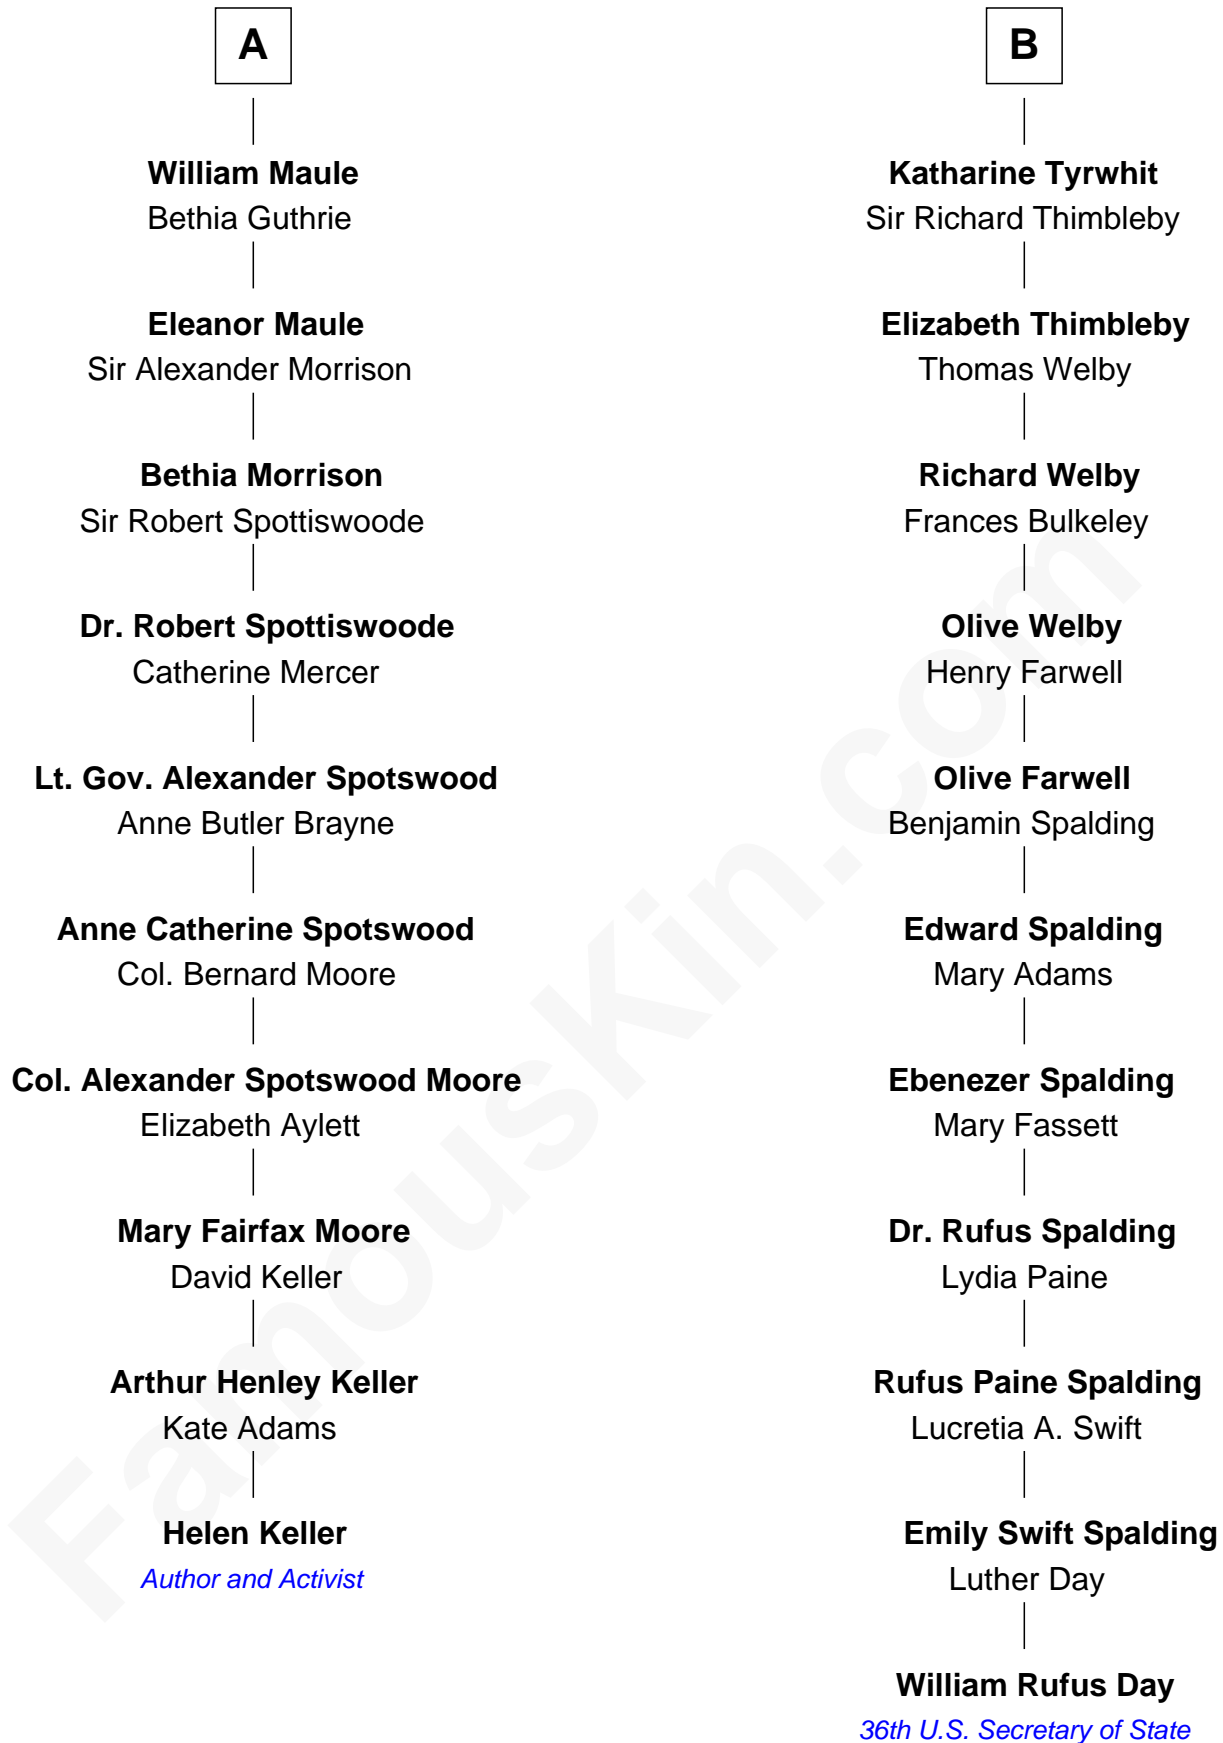 A
William Maule
Bethia Guthrie
Eleanor Maule
Sir Alexander Morrison
Bethia Morrison
Sir Robert Spottiswoode
Dr. Robert Spottiswoode
Catherine Mercer
Lt. Gov. Alexander Spotswood
Anne Butler Brayne
Anne Catherine Spotswood
Col. Bernard Moore
Col. Alexander Spotswood Moore
Elizabeth Aylett
Mary Fairfax Moore
David Keller
Arthur Henley Keller
Kate Adams
Helen Keller
Author and Activist
B
Katharine Tyrwhit
Sir Richard Thimbleby
Elizabeth Thimbleby
Thomas Welby
Richard Welby
Frances Bulkeley
Olive Welby
Henry Farwell
Olive Farwell
Benjamin Spalding
Edward Spalding
Mary Adams
Ebenezer Spalding
Mary Fassett
Dr. Rufus Spalding
Lydia Paine
Rufus Paine Spalding
Lucretia A. Swift
Emily Swift Spalding
Luther Day
William Rufus Day
36th U.S. Secretary of State
FamousKin.com